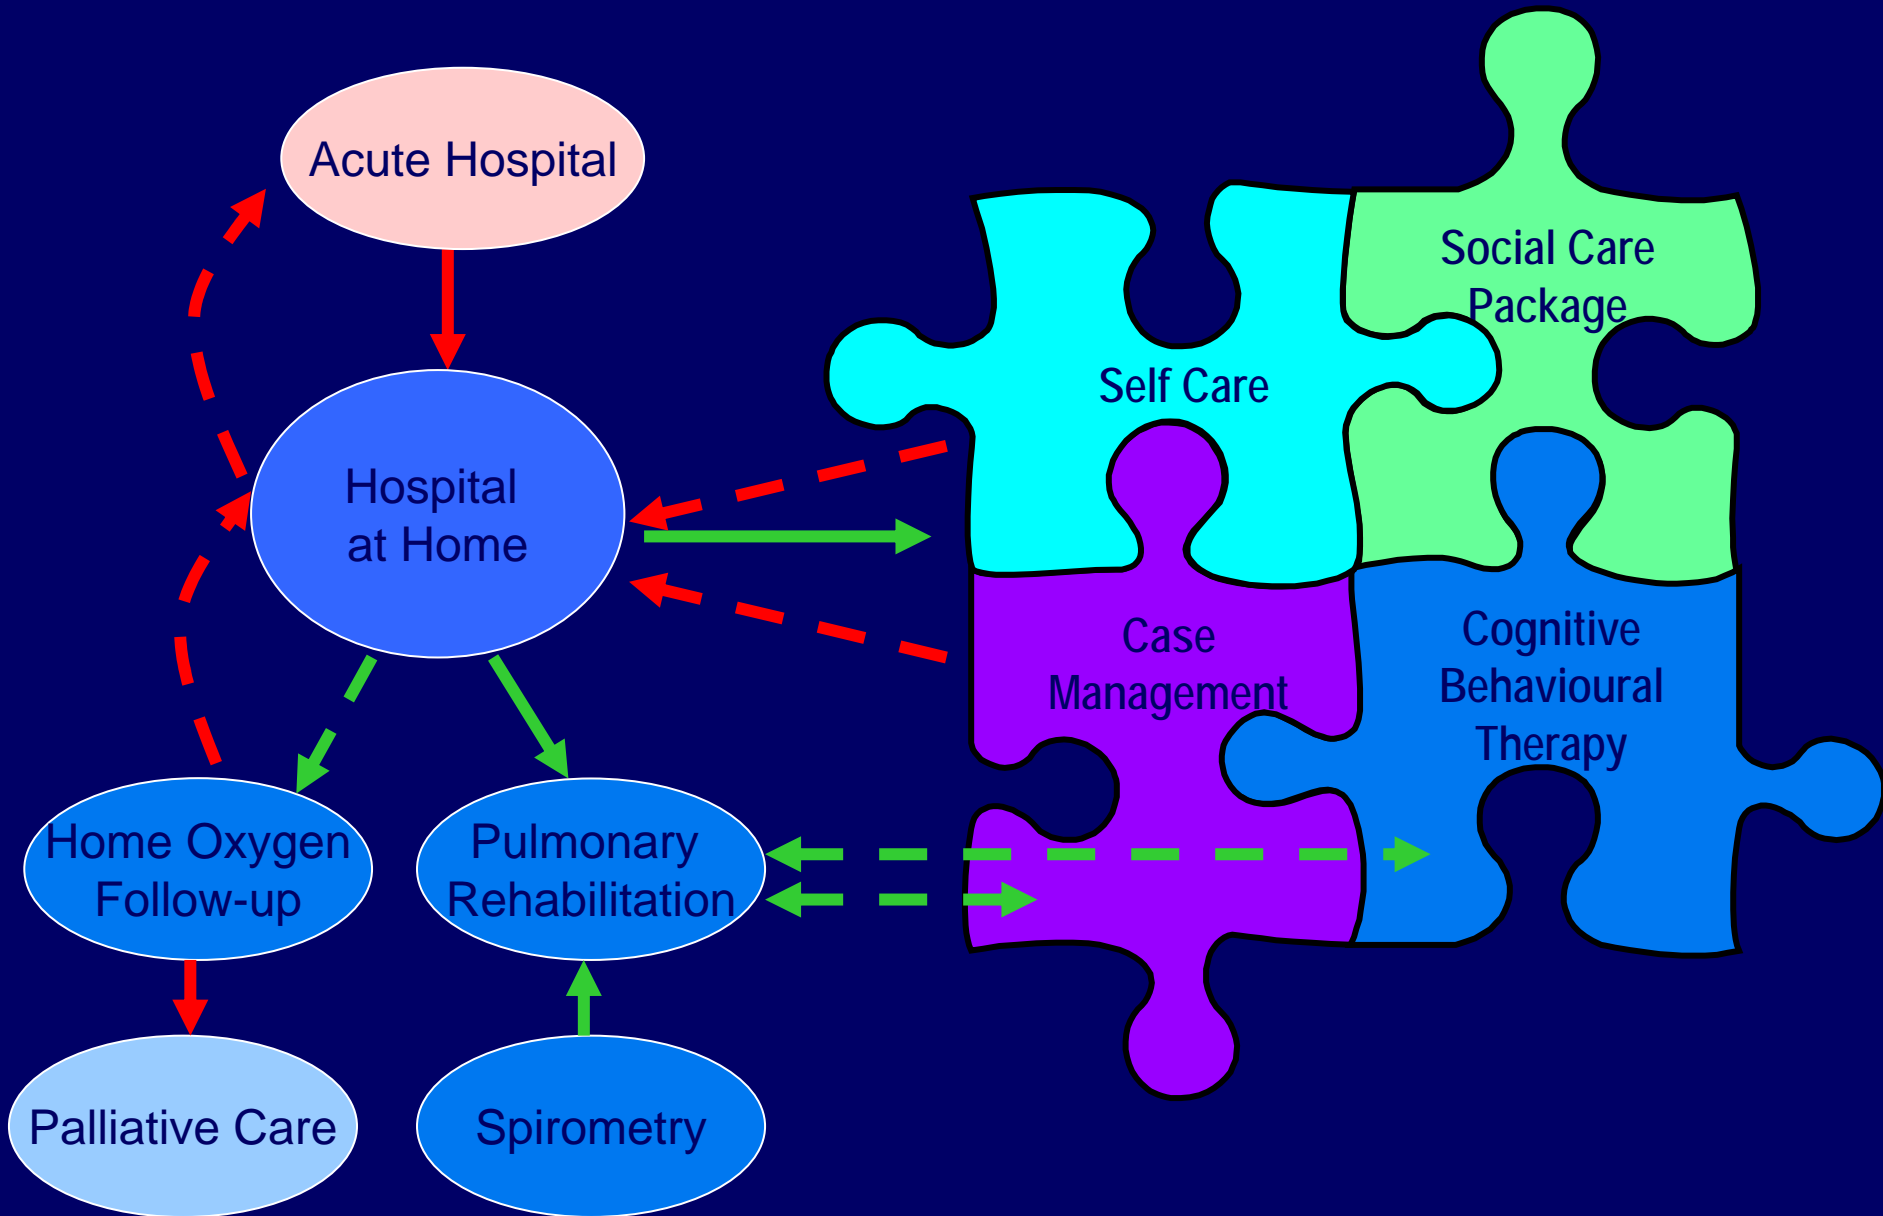 Acute Hospital
Hospital
at Home
Home Oxygen
Follow-up
Pulmonary
Rehabilitation
Palliative Care
Spirometry
Self Care
Social Care
Package
Case
Management
Cognitive
Behavioural
Therapy